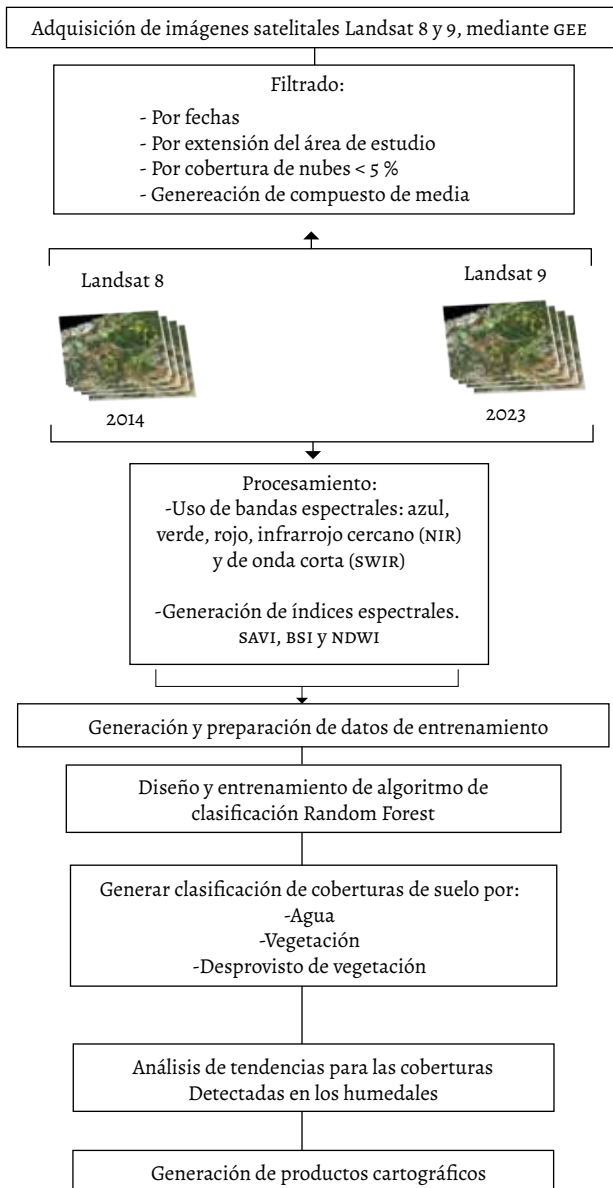 Adquisición de imágenes satelitales Landsat 8 y 9, mediante GEE
Filtrado:
- Por fechas
- Por extensión del área de estudio
- Por cobertura de nubes < 5 %
- Genereación de compuesto de media
Landsat 8
Landsat 9
2014
2023
Procesamiento:
-Uso de bandas espectrales: azul,
verde, rojo, infrarrojo cercano (NIR)
y de onda corta (SWIR)
-Generación de índices espectrales.
SAVI, BSI y NDWI
Generación y preparación de datos de entrenamiento
Diseño y entrenamiento de algoritmo de
clasificación Random Forest
Generar clasificación de coberturas de suelo por:
-Agua
-Vegetación
-Desprovisto de vegetación
Análisis de tendencias para las coberturas
Detectadas en los humedales
Generación de productos cartográficos